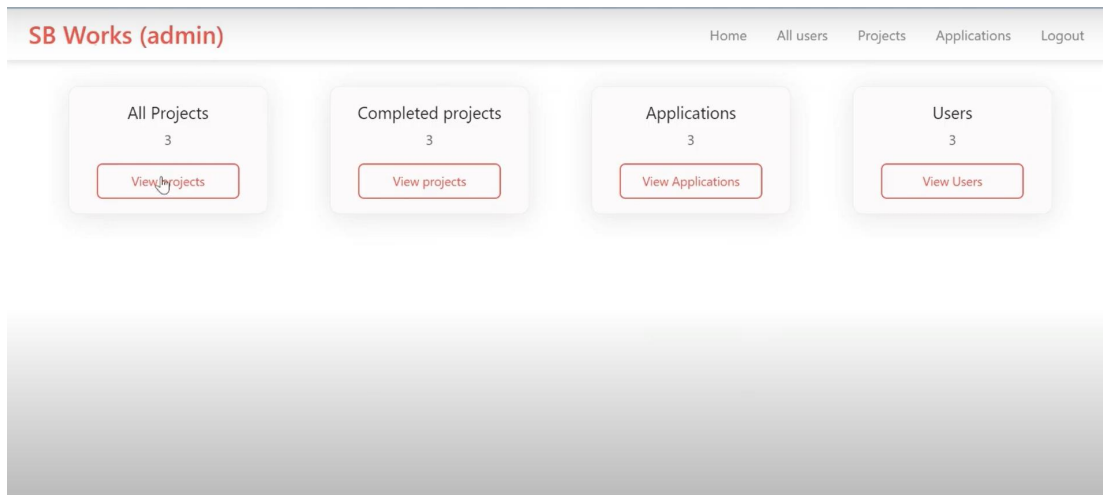 SB Works (admin)
Home All users Projects Applications Logout
All Projects
3
View projects
Completed projects
3
View projects
Applications
3
View Applications
Users
3
View Users